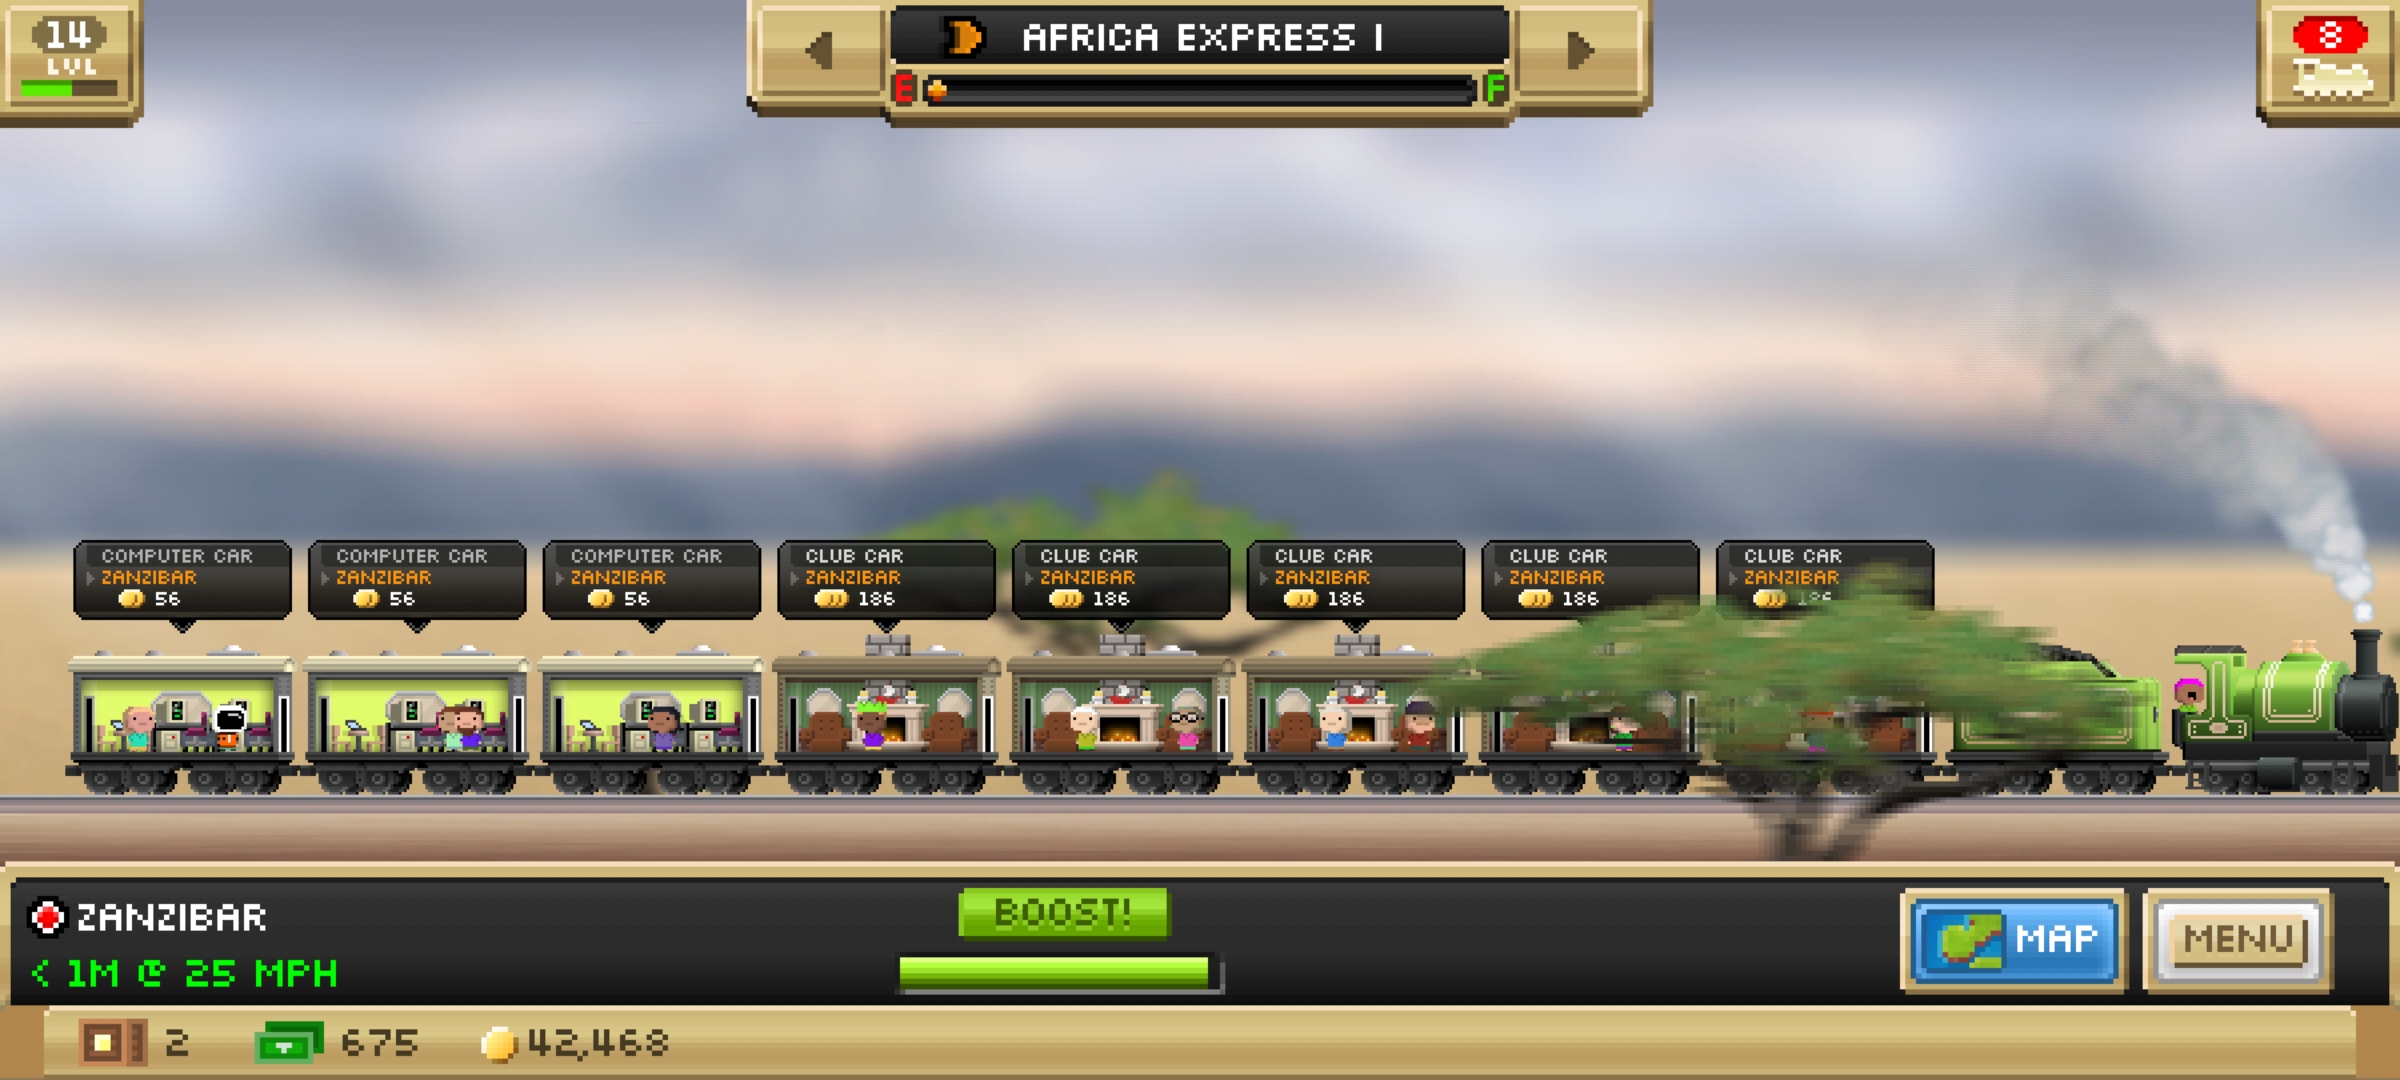 14
LVL
AFRICA EXPRESS I
E
F
8
COMPUTER CAR
ZANZIBAR
56
COMPUTER CAR
ZANZIBAR
56
COMPUTER CAR
ZANZIBAR
56
CLUB CAR
ZANZIBAR
186
CLUB CAR
ZANZIBAR
186
CLUB CAR
ZANZIBAR
186
CLUB CAR
ZANZIBAR
186
CLUB CAR
ZANZIBAR
186
ZANZIBAR
< 1M @ 25 MPH
BOOST!
MAP
MENU
2
675
42,468